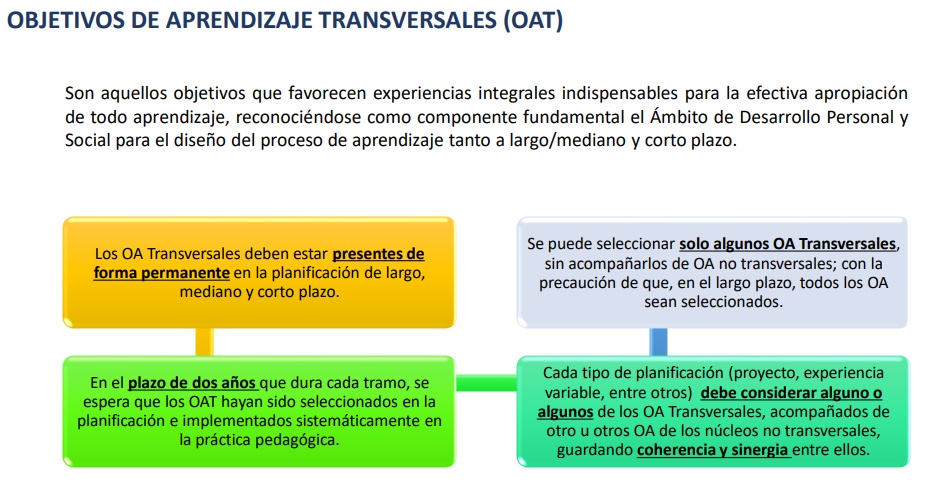 OBJETIVOS DE APRENDIZAJE TRANSVERSALES (OAT)
Son aquellos objetivos que favorecen experiencias integrales indispensables para la efectiva apropiación
de todo aprendizaje, reconociéndose como componente fundamental el Ámbito de Desarrollo Personal y
Social para el diseño del proceso de aprendizaje tanto a largo/mediano y corto plazo.
Los OA Transversales deben estar presentes de
forma permanente en la planificación de largo,
mediano y corto plazo.
En el plazo de dos años que dura cada tramo, se
espera que los OAT hayan sido seleccionados en la
planificación e implementados sistemáticamente en
la práctica pedagógica.
Cada tipo de planificación (proyecto, experiencia
variable, entre otros) debe considerar alguno o
algunos de los OA Transversales, acompañados de
otro u otros OA de los núcleos no transversales,
guardando coherencia y sinergia entre ellos.
Se puede seleccionar solo algunos OA Transversales,
sin acompañarlos de OA no transversales; con la
precaución de que, en el largo plazo, todos los OA
sean seleccionados.